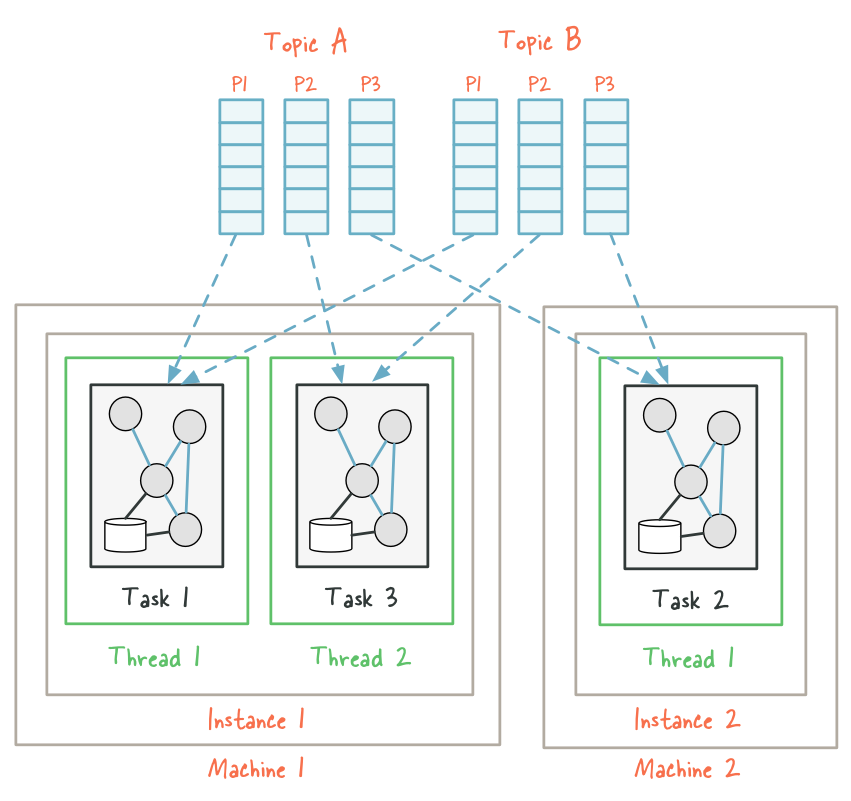 Topic A Topic B
P1 P2 P3 P1 P2 P3
Task 1 Task 3 Task 2
Thread 1 Thread 2 Thread 1
Instance 1 Instance 2
Machine 1 Machine 2